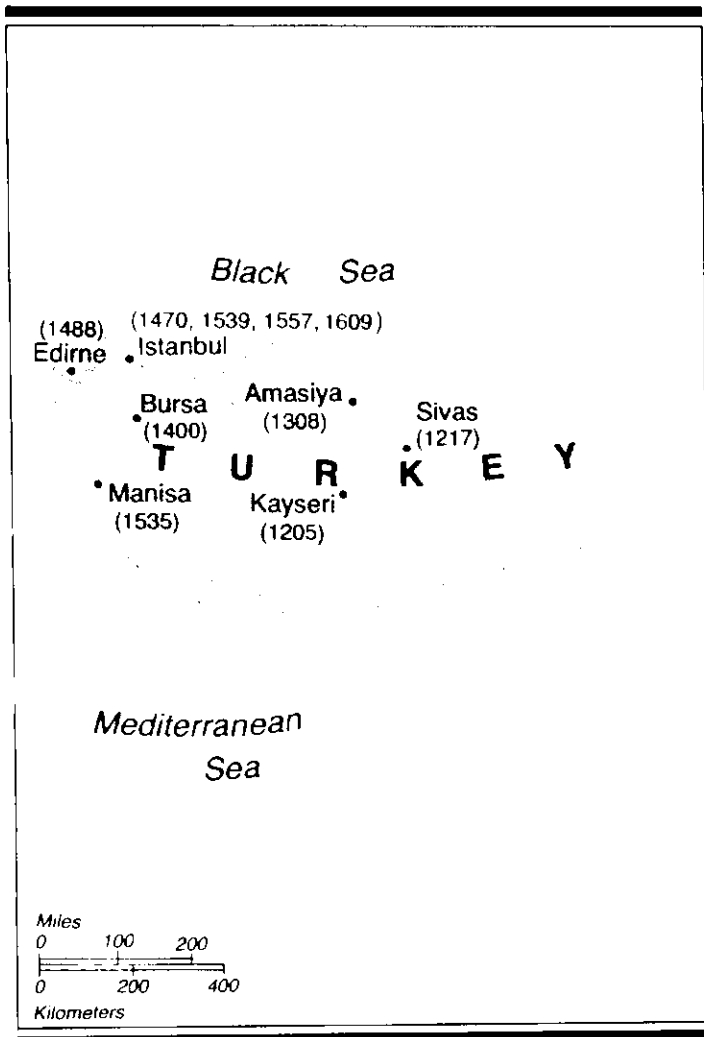 Black Sea
(1488) (1470, 1539, 1557, 1609)
Edirne Istanbul
Bursa Amasiya Sivas
(1400) (1308) (1217)
T U R K E Y
Manisa Kayseri
(1535) (1205)
Mediterranean
Sea
Miles
0 100 200
0 200 400
Kilometers